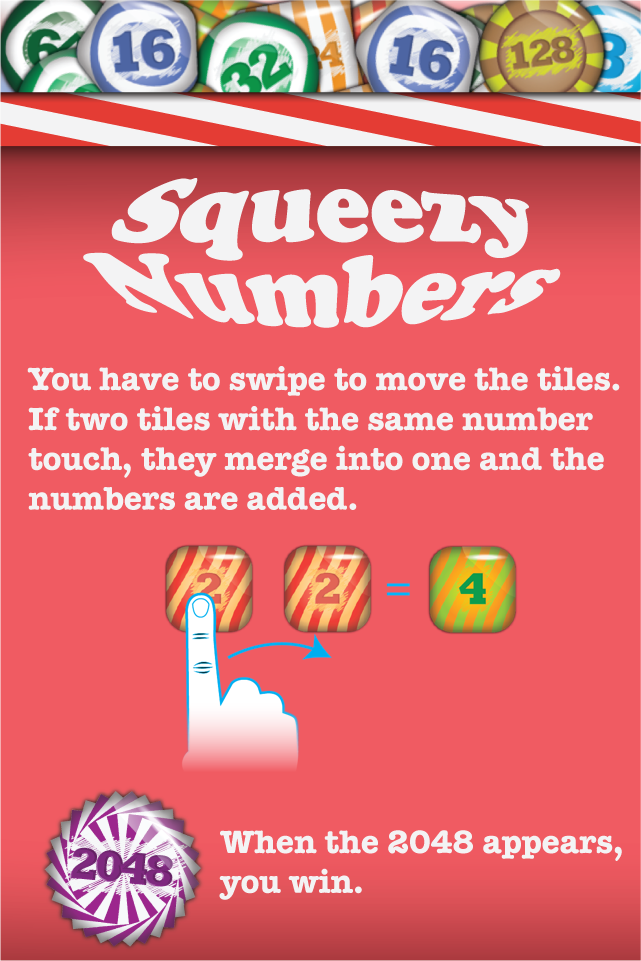 64 16 32 24 16 128
Squeezy
Numbers
You have to swipe to move the tiles.
If two tiles with the same number
touch, they merge into one and the
numbers are added.
2 2 = 4
2048
When the 2048 appears,
you win.